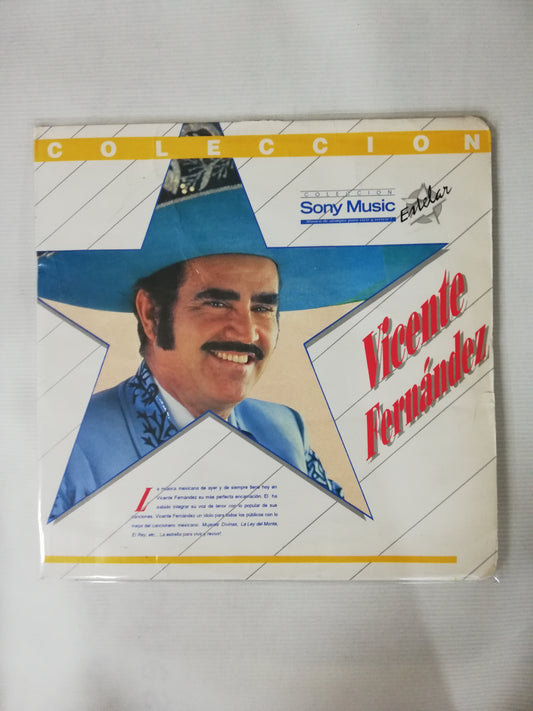 COLECCION
COLECCION
Sony Music
Estelar
Vicente
Fernández
La música mexicana de ayer y de siempre tiene hoy en
Vicente Fernández su más perfecta encarnación. El ha
sabido integrar su voz de tenor con lo popular de sus
canciones. Vicente Fernández un ídolo para todos los públicos con lo
mejor del cancionero mexicano: Mujeres Divinas, La Ley del Monte,
El Rey, etc... La estrella para vivir y revivir!